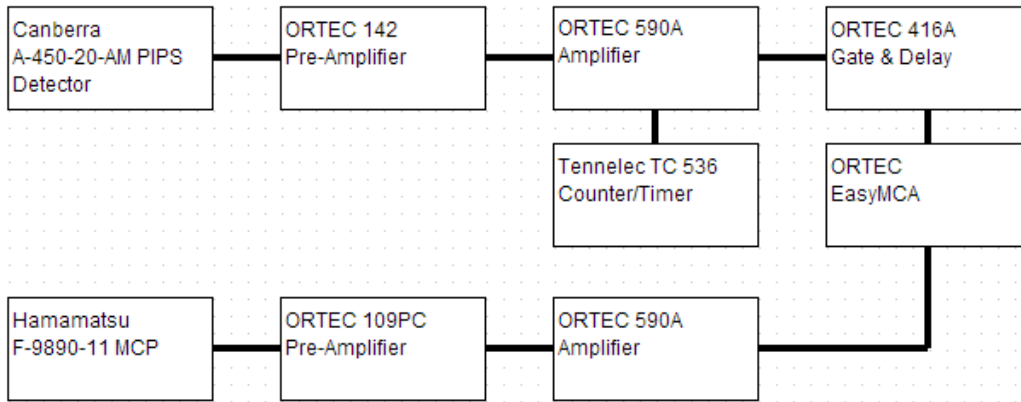 Canberra
A-450-20-AM PIPS
Detector
ORTEC 142
Pre-Amplifier
ORTEC 590A
Amplifier
ORTEC 416A
Gate & Delay
Tennelec TC 536
Counter/Timer
ORTEC
EasyMCA
Hamamatsu
F-9890-11 MCP
ORTEC 109PC
Pre-Amplifier
ORTEC 590A
Amplifier